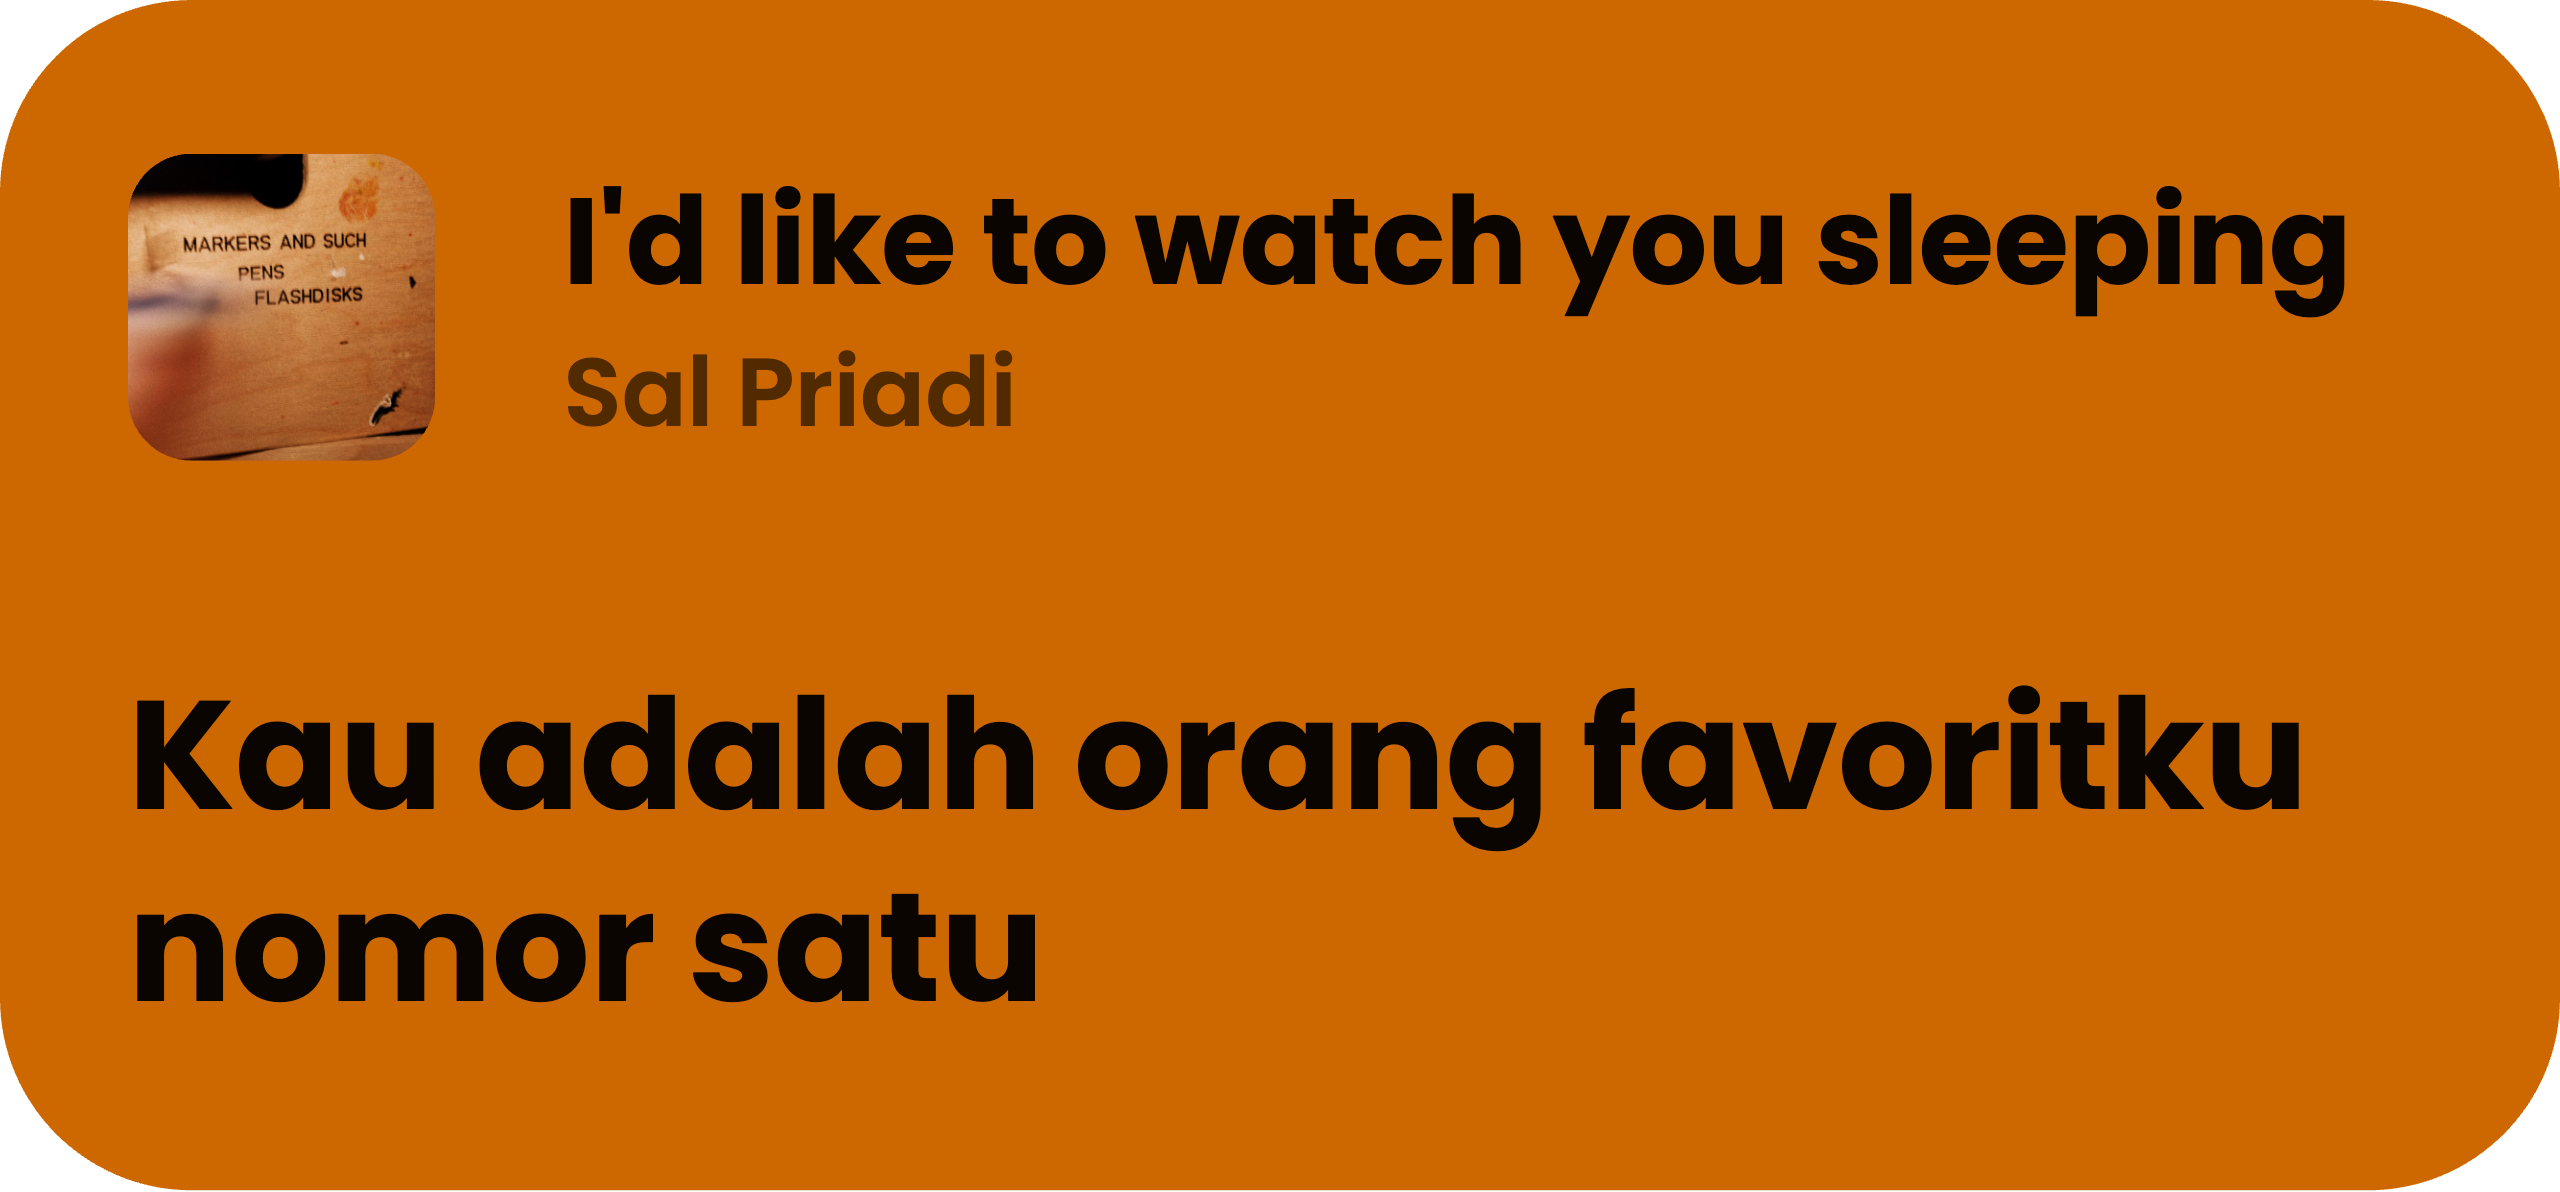 MARKERS AND SUCH
PENS
FLASHDISKS
I'd like to watch you sleeping
Sal Priadi
Kau adalah orang favoritku
nomor satu